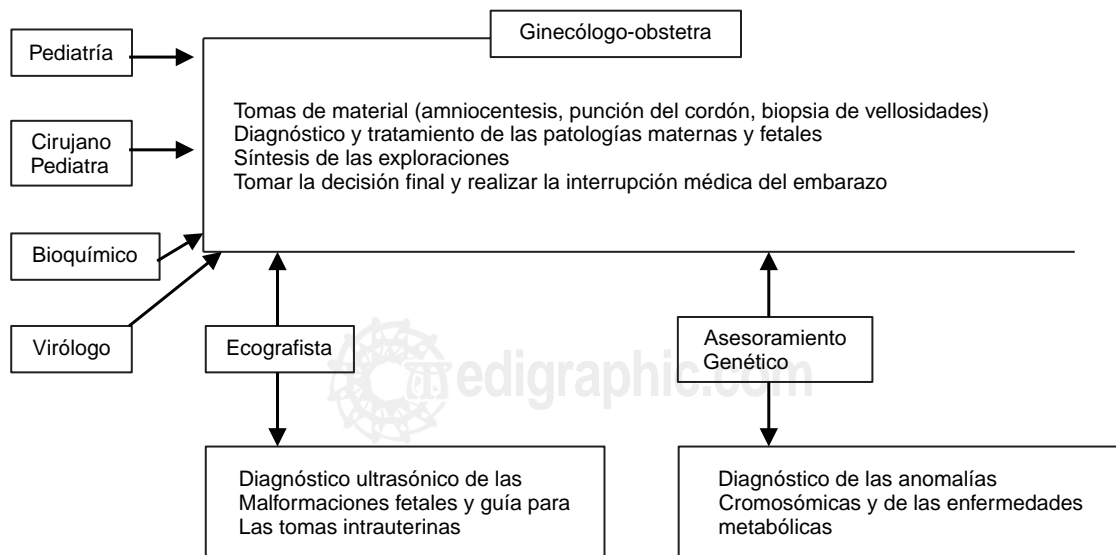 Ginecólogo-obstetra
Pediatría
Tomas de material (amniocentesis, punción del cordón, biopsia de vellosidades)
Diagnóstico y tratamiento de las patologías maternas y fetales
Síntesis de las exploraciones
Tomar la decisión final y realizar la interrupción médica del embarazo
Cirujano
Pediatra
Bioquímico
Virólogo
Ecografista
Asesoramiento
Genético
edigraphic.com
Diagnóstico ultrasónico de las
Malformaciones fetales y guía para
Las tomas intrauterinas
Diagnóstico de las anomalías
Cromosómicas y de las enfermedades
metabólicas